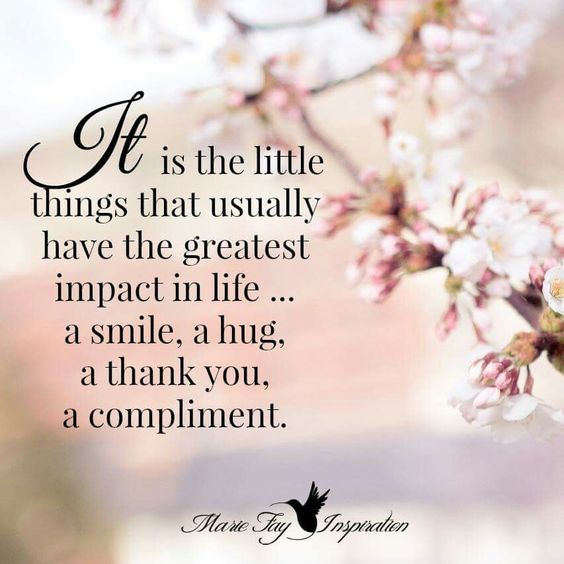 It is the little
things that usually
have the greatest
impact in life ...
a smile, a hug,
a thank you,
a compliment.
Marie Fay Inspiration